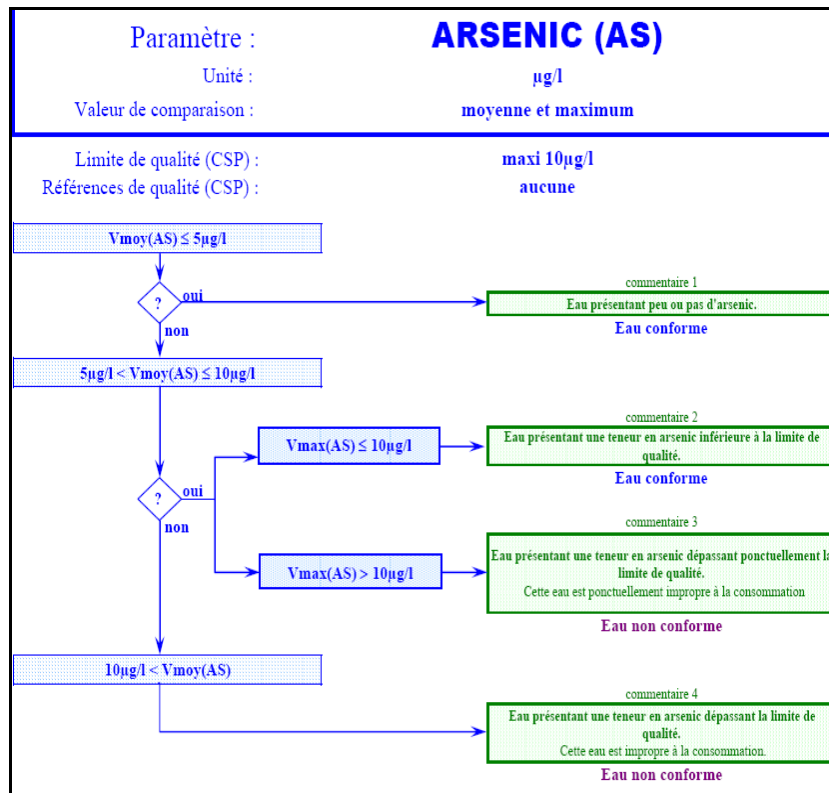 Paramètre : ARSENIC (AS)
Unité : µg/l
Valeur de comparaison : moyenne et maximum
Limite de qualité (CSP) : maxi 10µg/l
Références de qualité (CSP) : aucune
Vmoy(AS) ≤ 5µg/l
commentaire 1
? oui
Eau présentant peu ou pas d'arsenic.
Eau conforme
non
5µg/l < Vmoy(AS) ≤ 10µg/l
commentaire 2
Vmax(AS) ≤ 10µg/l
Eau présentant une teneur en arsenic inférieure à la limite de
qualité.
Eau conforme
? oui
non
commentaire 3
Vmax(AS) > 10µg/l
Eau présentant une teneur en arsenic dépassant ponctuellement la
limite de qualité.
Cette eau est ponctuellement impropre à la consommation
Eau non conforme
10µg/l < Vmoy(AS)
commentaire 4
Eau présentant une teneur en arsenic dépassant la limite de
qualité.
Cette eau est impropre à la consommation.
Eau non conforme